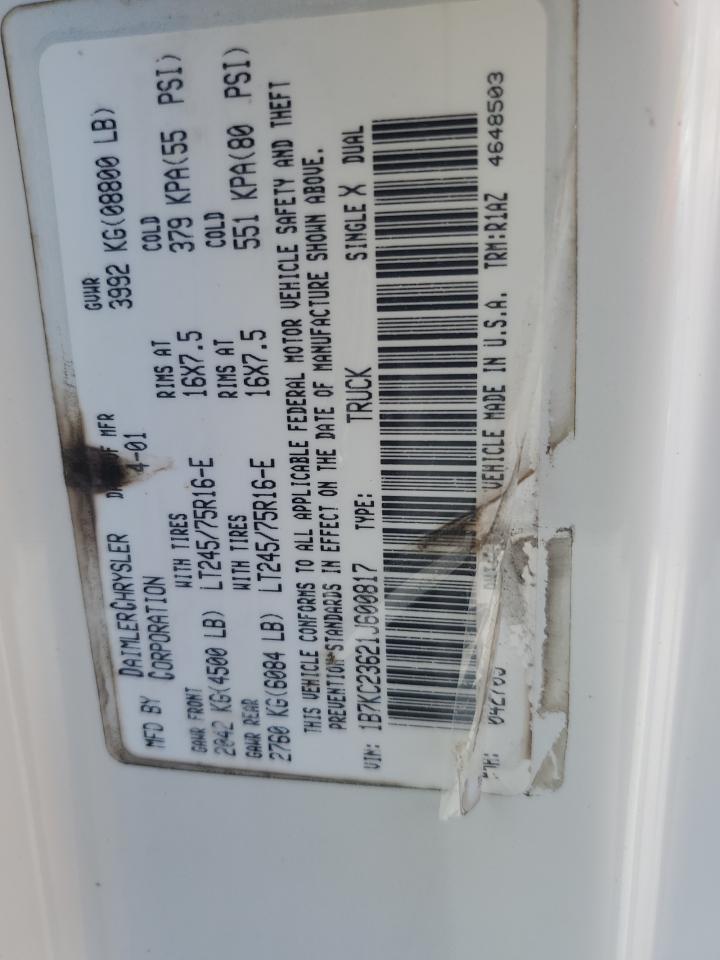 MFD BY DAIMLERCHRYSLER CORPORATION
MFR
4-01
GVWR
3992 KG(08800 LB)
GAWR FRONT WITH TIRES RIMS AT COLD
2042 KG(4500 LB) LT245/75R16-E 16X7.5 379 KPA(55 PSI)
GAWR REAR WITH TIRES RIMS AT COLD
2760 KG(6084 LB) LT245/75R16-E 16X7.5 551 KPA(80 PSI)
THIS VEHICLE CONFORMS TO ALL APPLICABLE FEDERAL MOTOR VEHICLE SAFETY AND THEFT
PREVENTION STANDARDS IN EFFECT ON THE DATE OF MANUFACTURE SHOWN ABOVE.
VIN: 1B7KC23621J600817 TYPE: TRUCK SINGLE X DUAL
VEHICLE MADE IN U.S.A. TRM:R1AZ 4648503